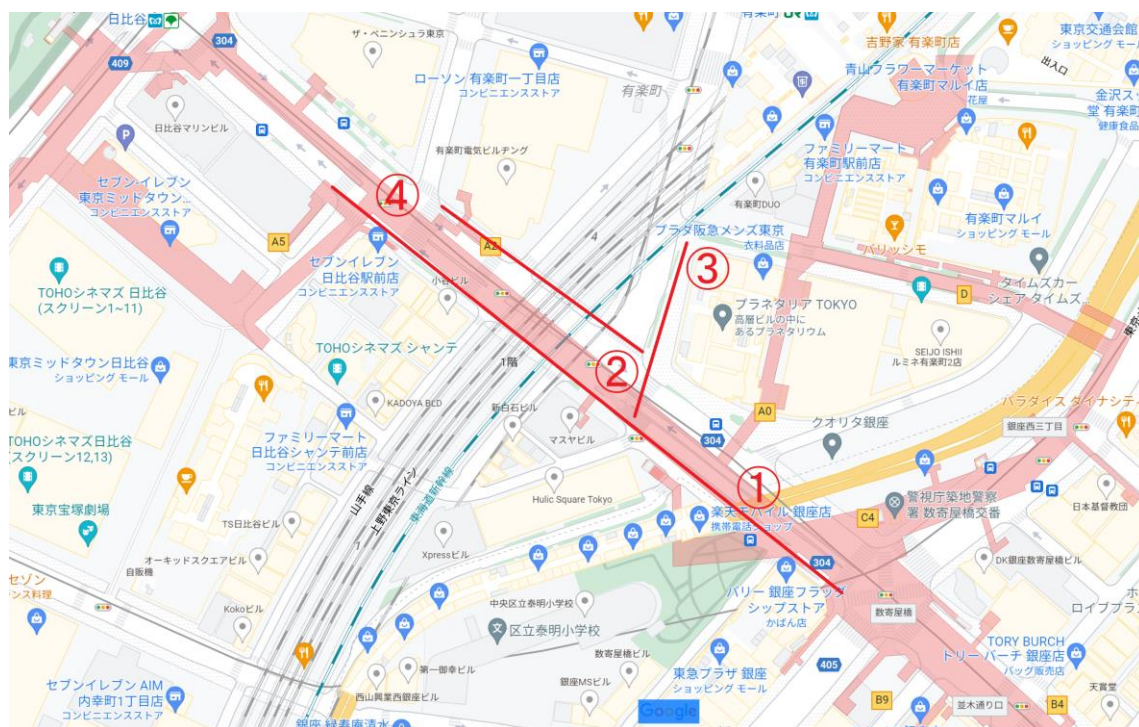 日比谷
304
409
ザ・ペニンシュラ東京
ローソン 有楽町一丁目店
コンビニエンスストア
有楽町
有楽町
吉野家 有楽町店
東京交通会館
ショッピング モール
出入口
青山フラワーマーケット
有楽町マルイ店
花屋
金沢
堂 有楽町
健康食品
日比谷マリンビル
P
セブン-イレブン
東京ミッドタウン...
コンビニエンスストア
有楽町電気ビルヂング
ファミリーマート
有楽町駅前店
コンビニエンスストア
有楽町DUO
有楽町マルイ
ショッピング モール
④
A5
A2
セブンイレブン
日比谷駅前店
コンビニエンスストア
4
プラダ阪急メンズ東京
衣料品店
バリッシモ
③
TOHOシネマズ 日比谷
(スクリーン1~11)
小谷ビル
プラネタリア TOKYO
高層ビルの中に
あるプラネタリウム
D
タイムズカー
シェア タイムズ...
SEIJO ISHII
ルミネ有楽町2店
東京ミッドタウン日比谷
ショッピング モール
TOHOシネマズ シャンテ
1階
②
KADOYA BLD
新白石ビル
マスヤビル
A0
304
クオリタ銀座
パラダイス ダイナシティ
銀座西三丁目
ビル
TOHOシネマズ日比谷
(スクリーン12,13)
ファミリーマート
日比谷シャンテ前店
コンビニエンスストア
山手線
上野東京ライン
東海道新幹線
Hulic Square Tokyo
①
楽天モバイル 銀座店
携帯電話ショップ
C4
警視庁築地警察
署 数寄屋橋交番
日本基督教団
東京宝塚劇場
TS日比谷ビル
オーキッドスクエアビル
自販機
Xpressビル
304
DK銀座数寄屋橋ビル
セゾン
ンス料理
Kokoビル
中央区立泰明小学校
文
区立泰明小学校
バリー 銀座フラッグ
シップストア
かばん店
数寄屋橋
ロイブプラ
数寄屋橋ビル
405
TORY BURCH
トリー バーチ 銀座店
バッグ販売店
セブンイレブン AIM
内幸町1丁目店
コンビニエンスストア
第一御幸ビル
西山興業西銀座ビル
銀座MSビル
東急プラザ 銀座
ショッピング モール
天賞堂
B9
並木通り口
B4
Google
銀座 緑寿庵清水